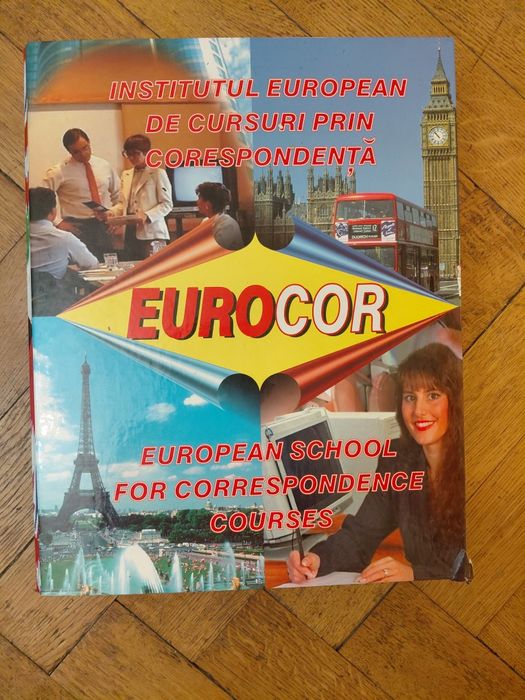 INSTITUTUL EUROPEAN
DE CURSURI PRIN
CORESPONDENȚĂ
EUROCOR
EUROPEAN SCHOOL
FOR CORRESPONDENCE
COURSES